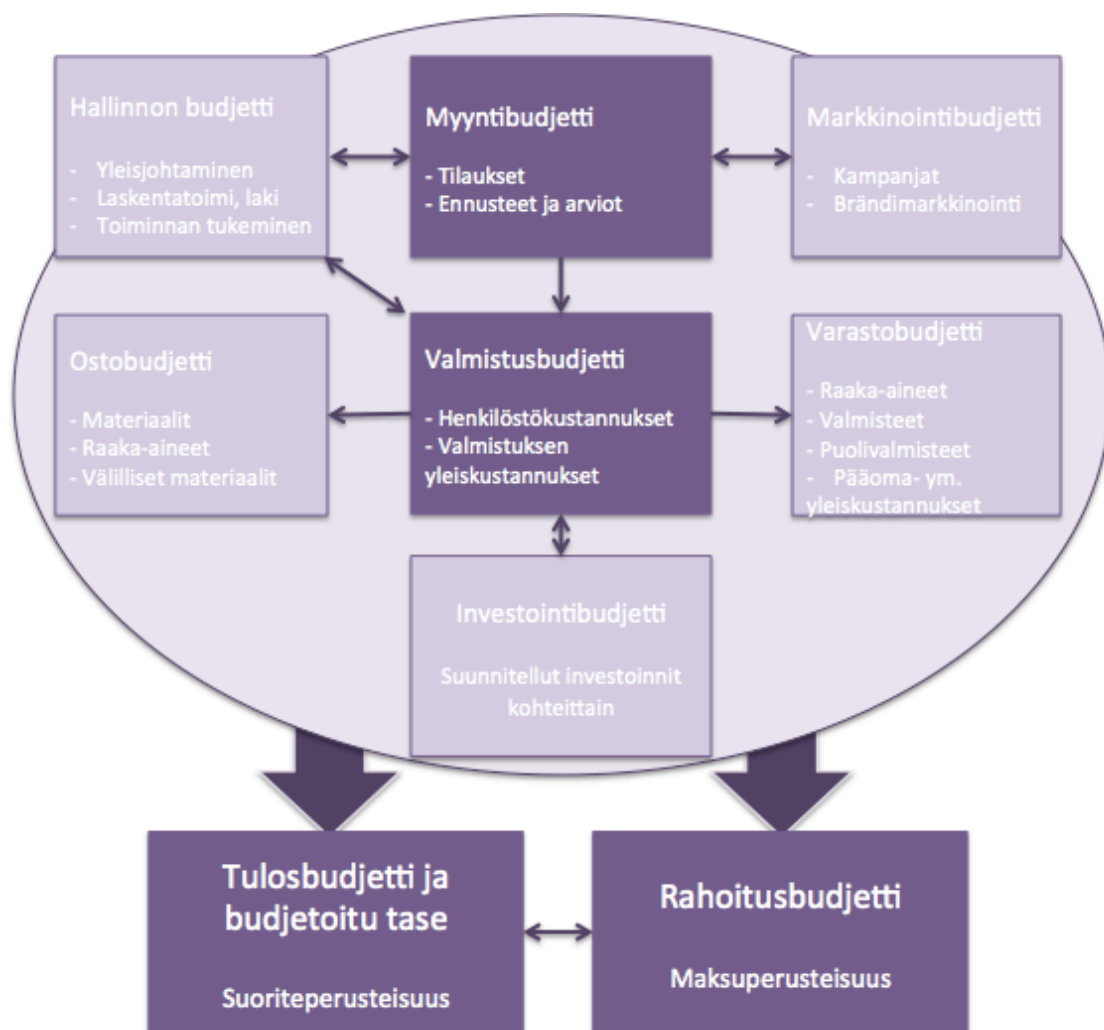 Hallinnon budjetti
- Yleisjohtaminen
- Laskentatoimi, laki
- Toiminnan tukeminen
Myyntibudjetti
- Tilaukset
- Ennusteet ja arviot
Markkinointibudjetti
- Kampanjat
- Brändimarkkinointi
Ostobudjetti
- Materiaalit
- Raaka-aineet
- Välilliset materiaalit
Valmistusbudjetti
- Henkilöstökustannukset
- Valmistuksen
yleiskustannukset
Varastobudjetti
- Raaka-aineet
- Valmisteet
- Puolivalmisteet
- Pääoma- ym.
yleiskustannukset
Investointibudjetti
Suunnitellut investoinnit
kohteittain
Tulosbudjetti ja
budjetoitu tase
Suoriteperusteisuus
Rahoitusbudjetti
Maksuperusteisuus